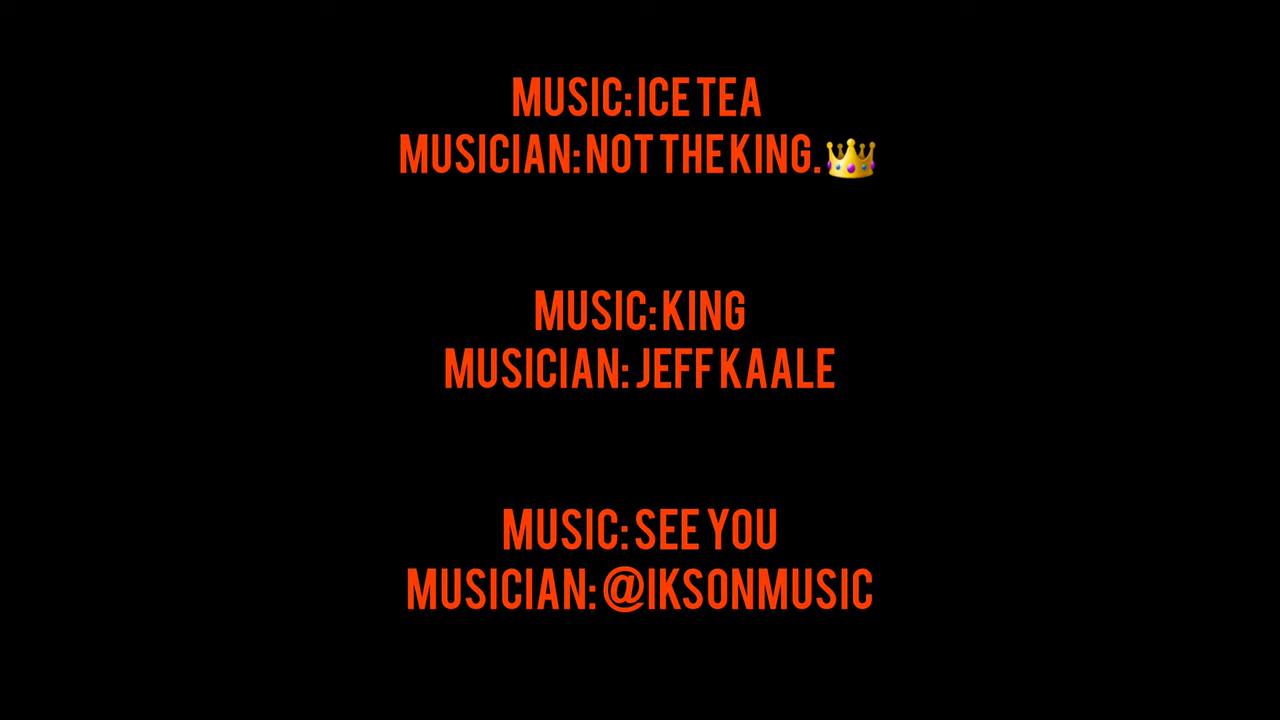 MUSIC: ICE TEA
MUSICIAN: NOT THE KING. 👑
MUSIC: KING
MUSICIAN: JEFF KAALE
MUSIC: SEE YOU
MUSICIAN: @IKSONMUSIC